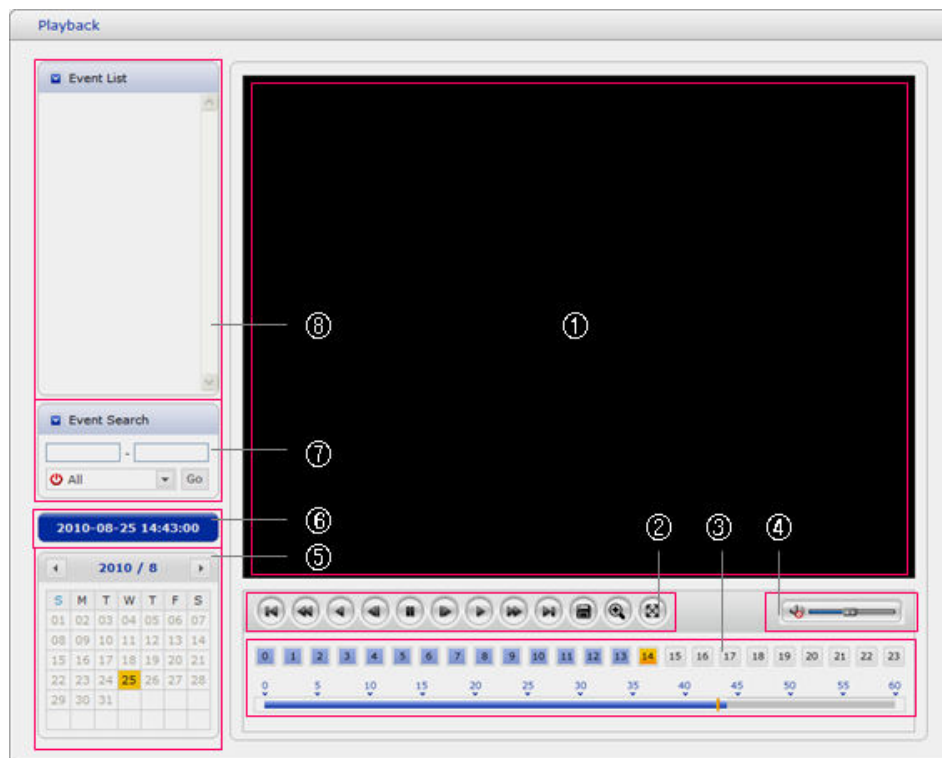 Playback
Event List
⑧
①
Event Search
-
⑦
All Go
2010-08-25 14:43:00
⑥
②
③
④
⑤
2010 / 8
S M T W T F S
01 02 03 04 05 06 07
08 09 10 11 12 13 14
15 16 17 18 19 20 21
22 23 24 25 26 27 28
29 30 31
0 1 2 3 4 5 6 7 8 9 10 11 12 13 14 15 16 17 18 19 20 21 22 23
0 5 10 15 20 25 30 35 40 45 50 55 60